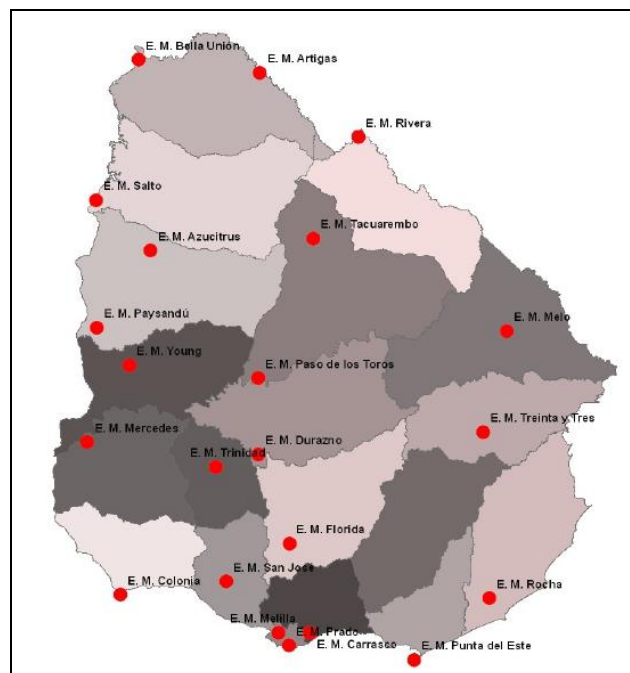 E. M. Bella Unión
E. M. Artigas
E. M. Rivera
E. M. Salto
E. M. Tacuarembo
E. M. Azucitrus
E. M. Paysandú
E. M. Melo
E. M. Young
E. M. Paso de los Toros
E. M. Treinta y Tres
E. M. Mercedes
E. M. Durazno
E. M. Trinidad
E. M. Florida
E. M. San José
E. M. Colonia
E. M. Rocha
E. M. Melilla
E. M. Prado
E. M. Carrasco
E. M. Punta del Este